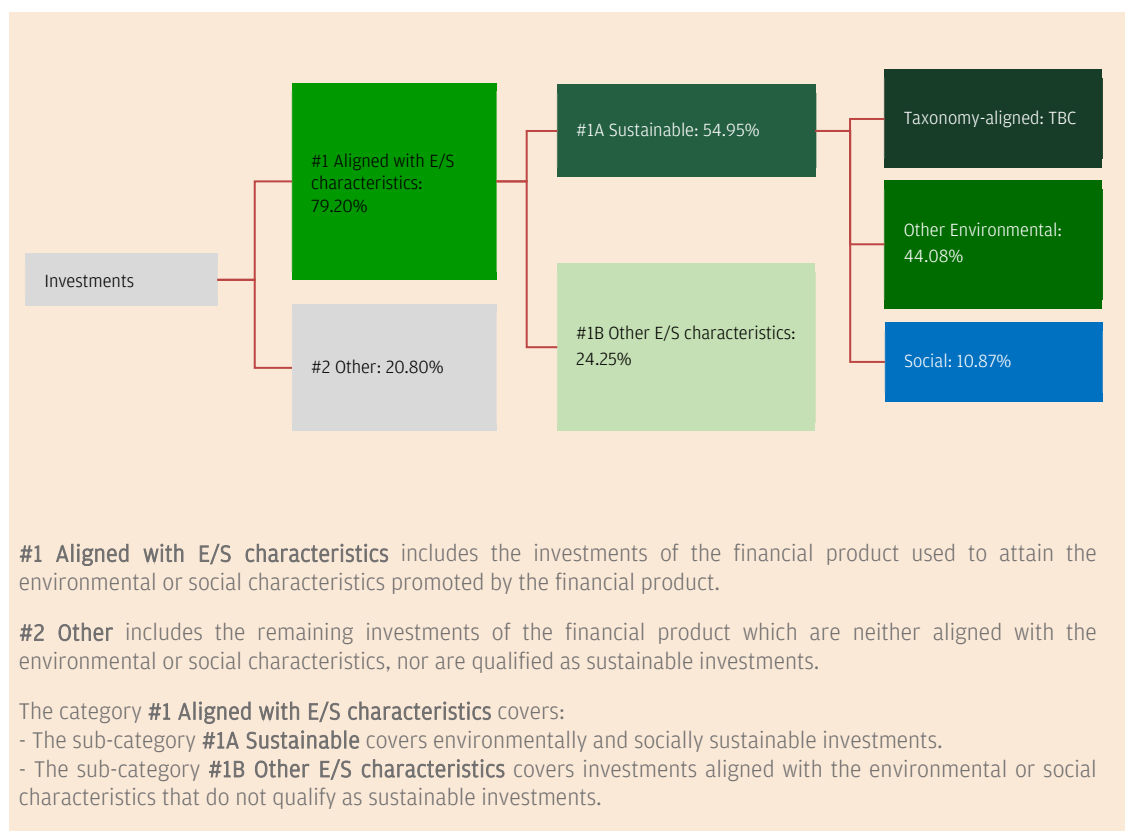 Investments
#1 Aligned with E/S
characteristics:
79.20%
#2 Other: 20.80%
#1A Sustainable: 54.95%
#1B Other E/S characteristics:
24.25%
Taxonomy-aligned: TBC
Other Environmental:
44.08%
Social: 10.87%
#1 Aligned with E/S characteristics includes the investments of the financial product used to attain the
environmental or social characteristics promoted by the financial product.
#2 Other includes the remaining investments of the financial product which are neither aligned with the
environmental or social characteristics, nor are qualified as sustainable investments.
The category #1 Aligned with E/S characteristics covers:
- The sub-category #1A Sustainable covers environmentally and socially sustainable investments.
- The sub-category #1B Other E/S characteristics covers investments aligned with the environmental or social
characteristics that do not qualify as sustainable investments.